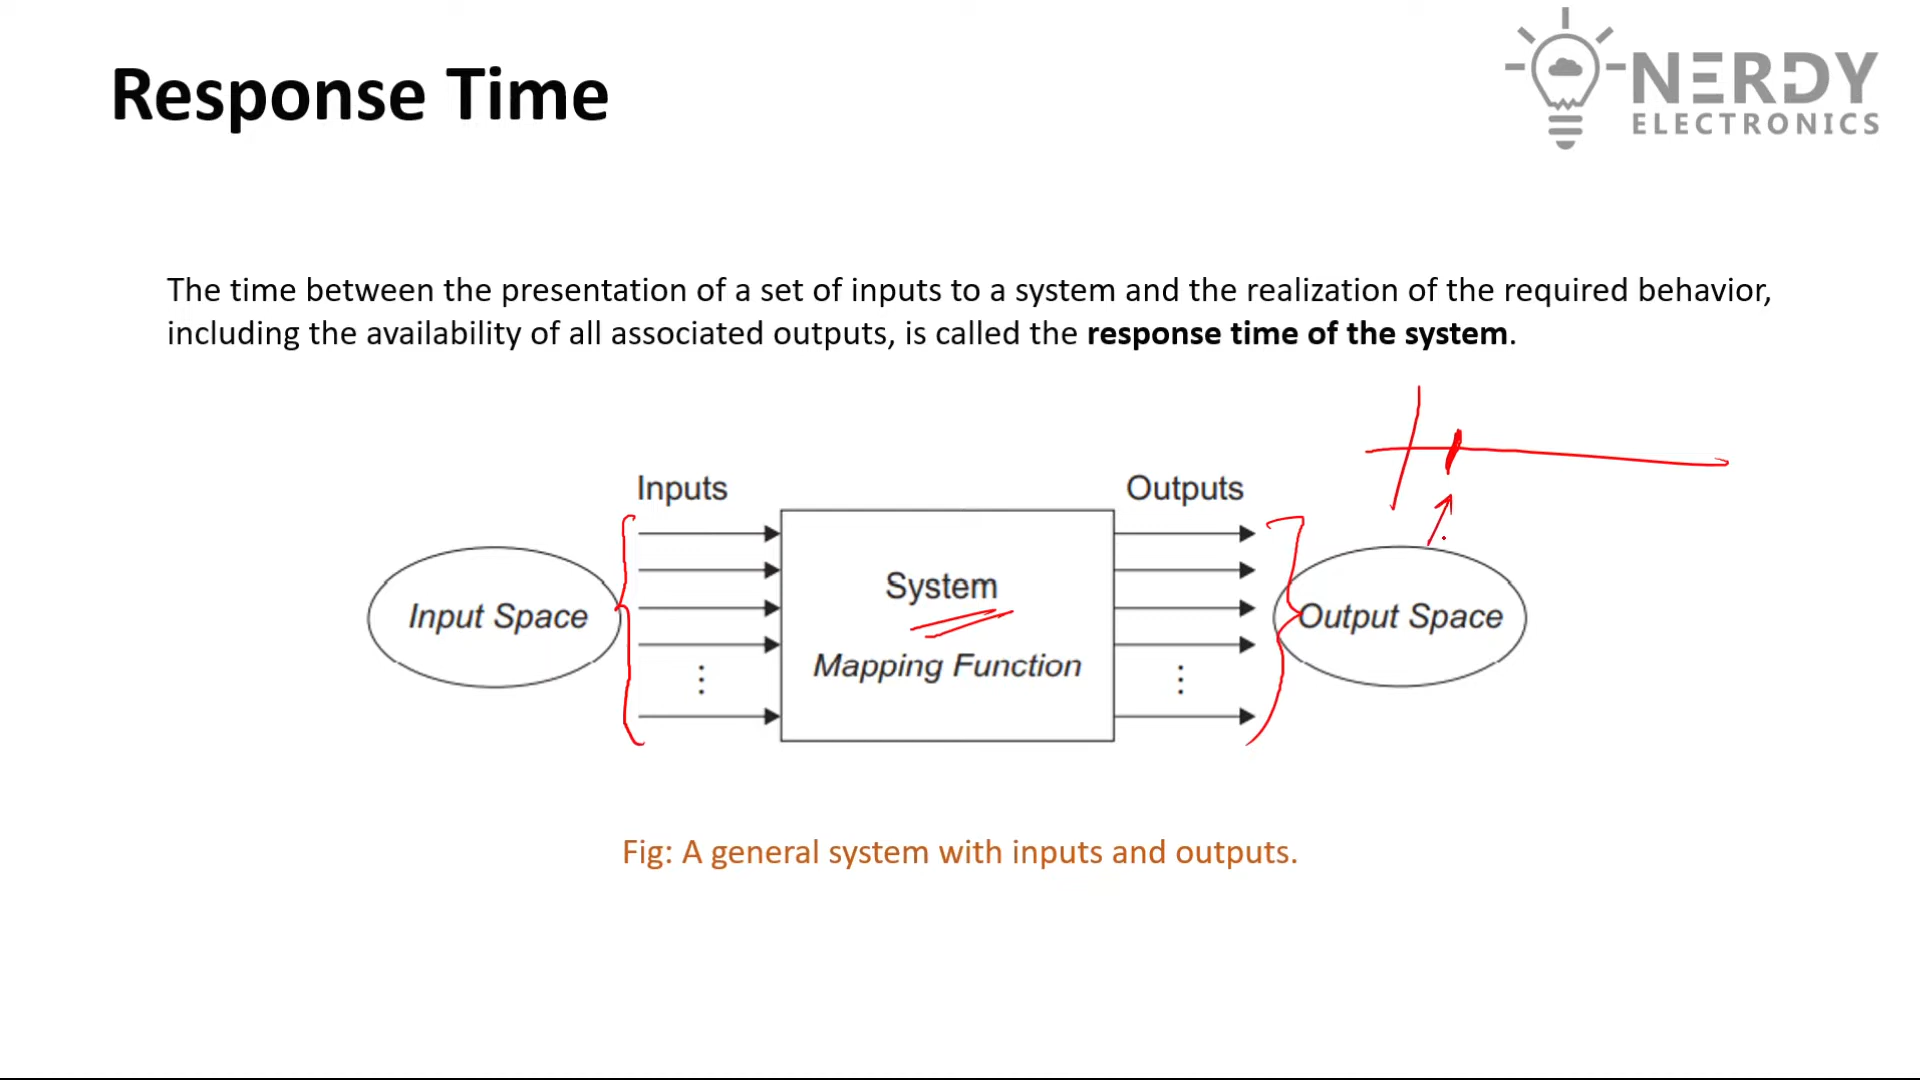 Response Time
NERDY
ELECTRONICS
The time between the presentation of a set of inputs to a system and the realization of the required behavior,
including the availability of all associated outputs, is called the response time of the system.
Inputs
Outputs
System
Input Space
Output Space
Mapping Function
Fig: A general system with inputs and outputs.